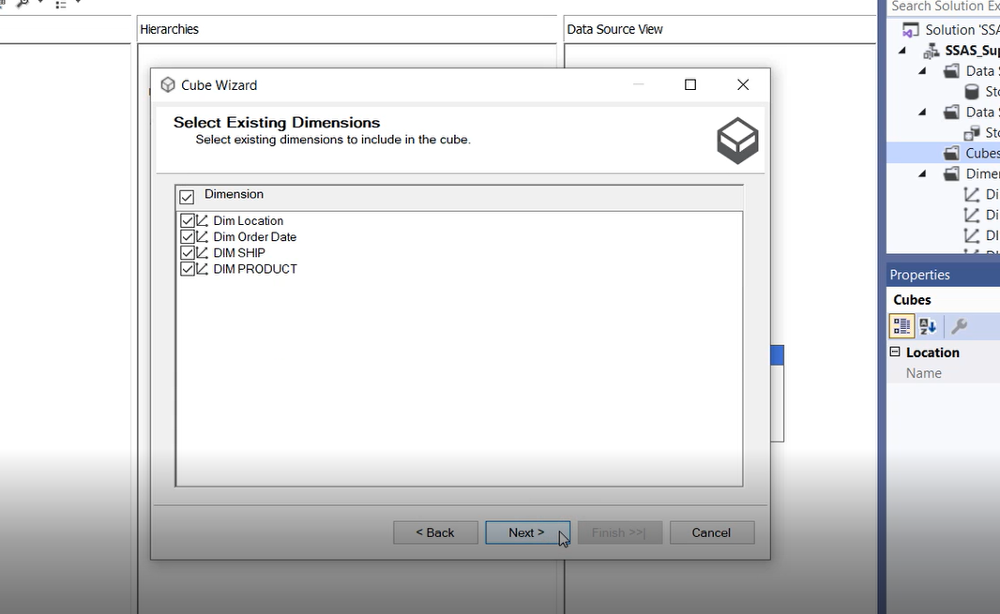 Search Solution Ex
Hierarchies
Data Source View
Solution 'SSA
SSAS_Sup
Data S
Sto
Data S
Sto
Cubes
Dimen
Di
Di
DI
Cube Wizard
Select Existing Dimensions
Select existing dimensions to include in the cube.
Dimension
Dim Location
Dim Order Date
DIM SHIP
DIM PRODUCT
< Back
Next >
Finish >>|
Cancel
Properties
Cubes
Location
Name